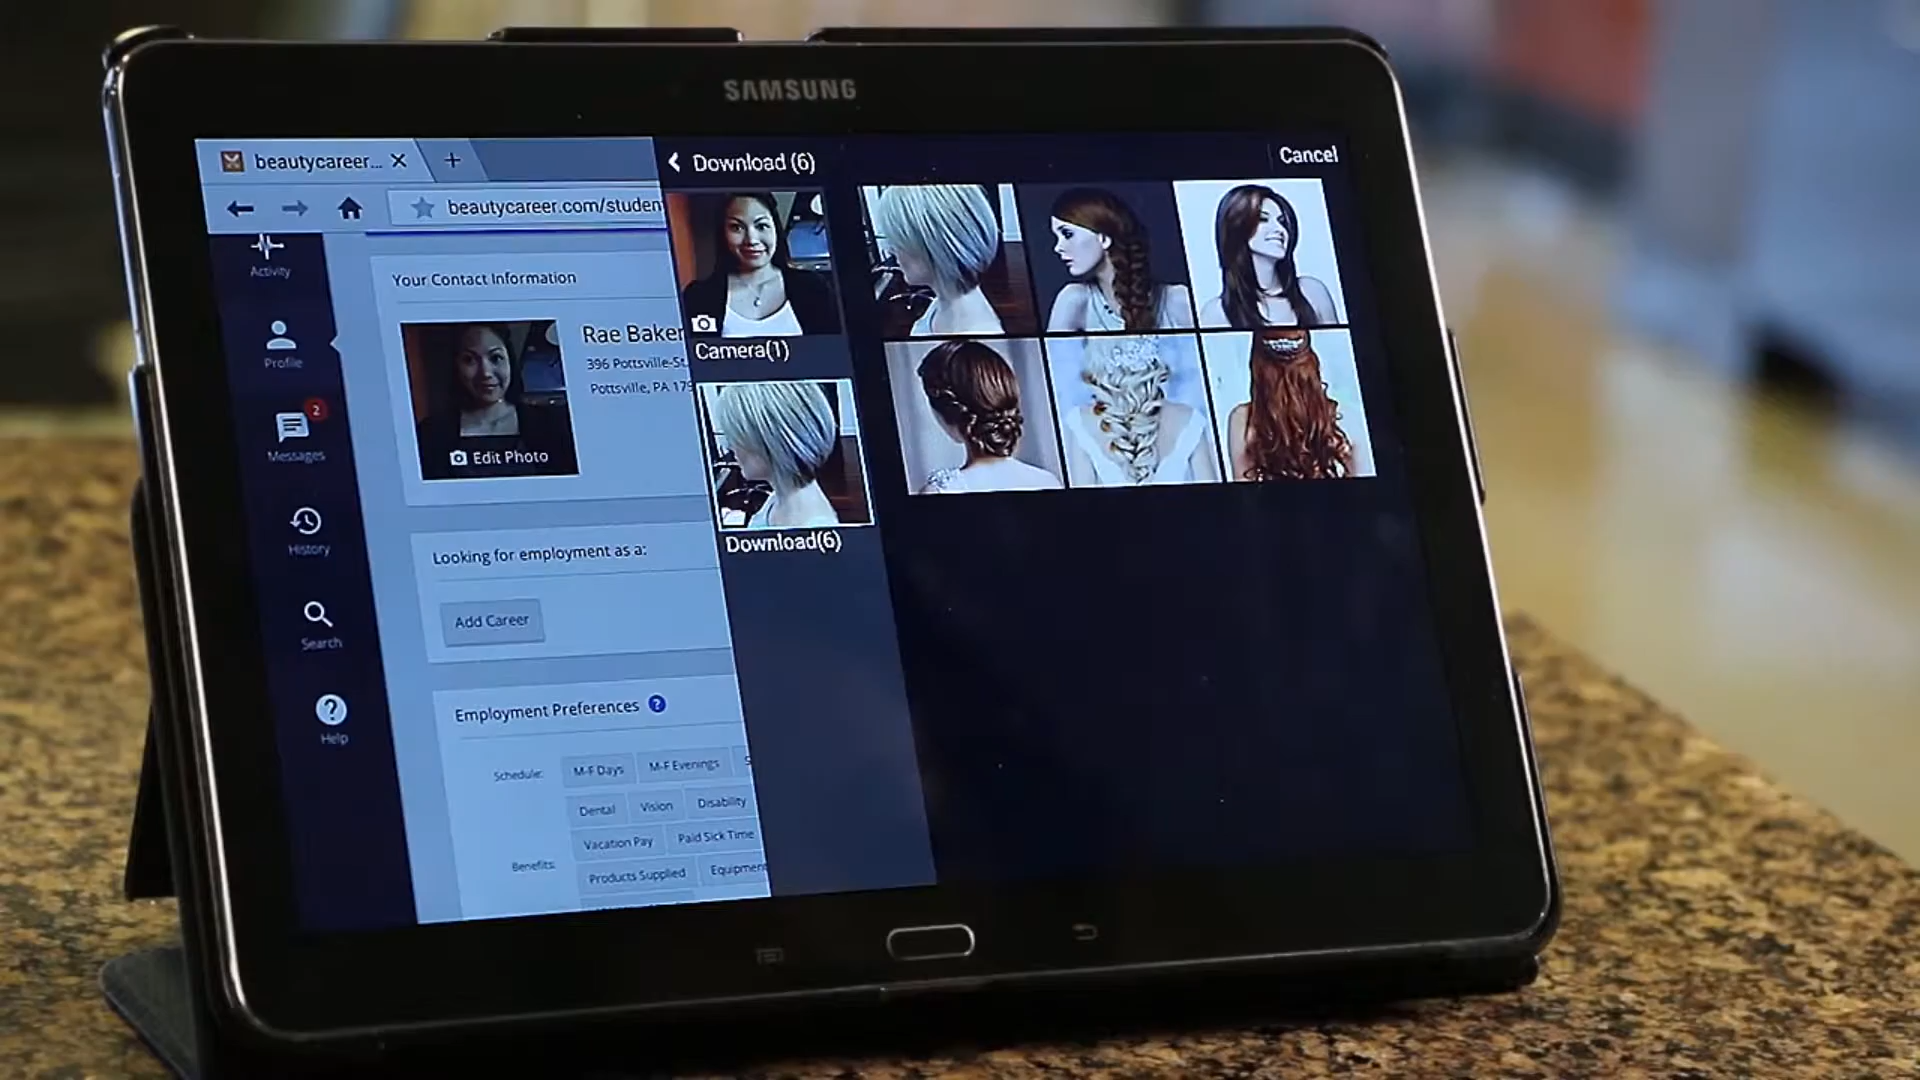 SAMSUNG
beautycareer...
beautycareer.com/studen
Activity
Profile
2
Messages
History
Search
Help
Your Contact Information
Rae Baker
396 Pottsville-St.
Pottsville, PA 179
Edit Photo
Looking for employment as a:
Add Career
Employment Preferences ?
Schedule: M-F Days M-F Evenings S
Dental Vision Disability
Vacation Pay Paid Sick Time
Benefits:
Products Supplied Equipment
Download (6)
Cancel
Camera(1)
Download(6)